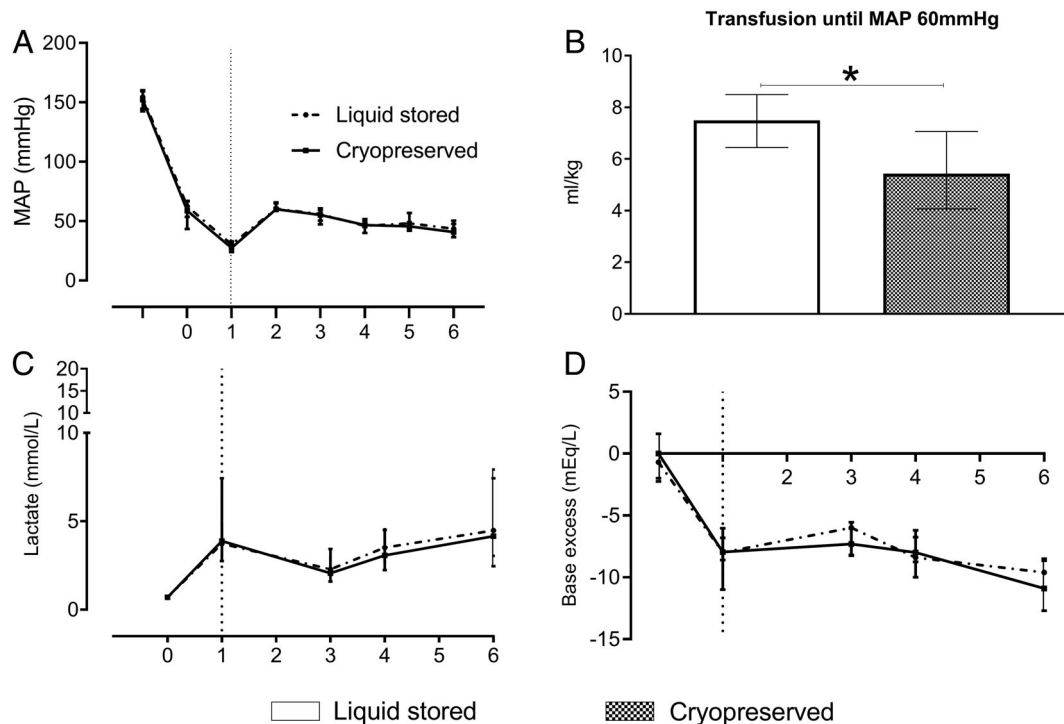 A
200
150
100
50
0
MAP (mmHg)
Liquid stored
Cryopreserved
0 1 2 3 4 5 6
Transfusion until MAP 60mmHg
B
10
8
6
4
2
0
ml/kg
*
C
20
15
10
10
5
0
Lactate (mmol/L)
0 1 2 3 4 5 6
D
5
0
-5
-10
-15
Base excess (mEq/L)
2 3 4 5 6
Liquid stored
Cryopreserved